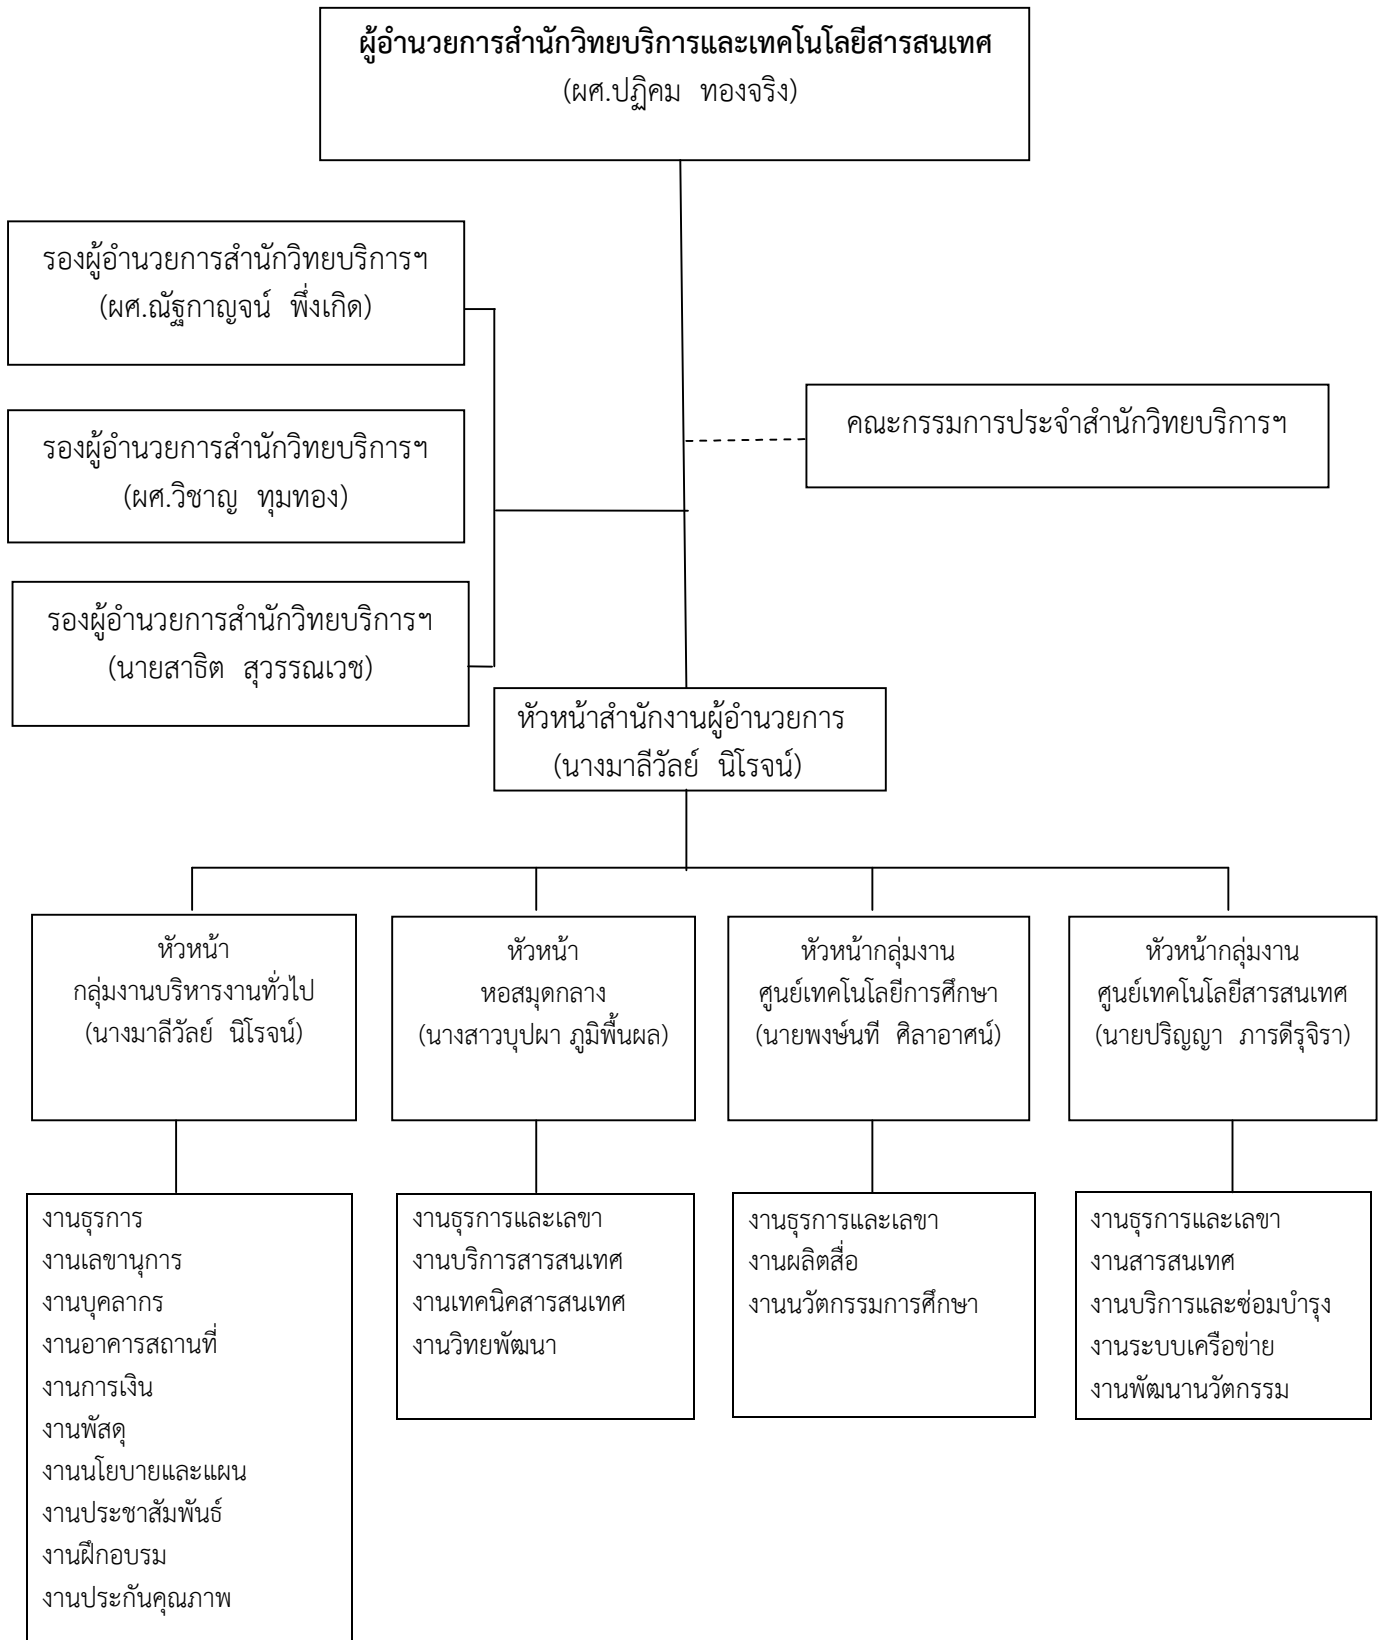 ผู้อำนวยการสำนักวิทยบริการและเทคโนโลยีสารสนเทศ
(ผศ.ปฏิคม ทองจริง)
รองผู้อำนวยการสำนักวิทยบริการฯ
(ผศ.ณัฐกาญจน์ พึ่งเกิด)
คณะกรรมการประจำสำนักวิทยบริการฯ
รองผู้อำนวยการสำนักวิทยบริการฯ
(ผศ.วิชาญ ทุมทอง)
รองผู้อำนวยการสำนักวิทยบริการฯ
(นายสาธิต สุวรรณเวช)
หัวหน้าสำนักงานผู้อำนวยการ
(นางมาลีวัลย์ นิโรจน์)
หัวหน้า
กลุ่มงานบริหารงานทั่วไป
(นางมาลีวัลย์ นิโรจน์)
หัวหน้า
หอสมุดกลาง
(นางสาวบุปผา ภูมิพื้นผล)
หัวหน้ากลุ่มงาน
ศูนย์เทคโนโลยีการศึกษา
(นายพงษ์นที ศิลาอาศน์)
หัวหน้ากลุ่มงาน
ศูนย์เทคโนโลยีสารสนเทศ
(นายปริญญา ภารดีรุจิรา)
งานธุรการ
งานเลขานุการ
งานบุคลากร
งานอาคารสถานที่
งานการเงิน
งานพัสดุ
งานนโยบายและแผน
งานประชาสัมพันธ์
งานฝึกอบรม
งานประกันคุณภาพ
งานธุรการและเลขา
งานบริการสารสนเทศ
งานเทคนิคสารสนเทศ
งานวิทยพัฒนา
งานธุรการและเลขา
งานผลิตสื่อ
งานนวัตกรรมการศึกษา
งานธุรการและเลขา
งานสารสนเทศ
งานบริการและซ่อมบำรุง
งานระบบเครือข่าย
งานพัฒนานวัตกรรม